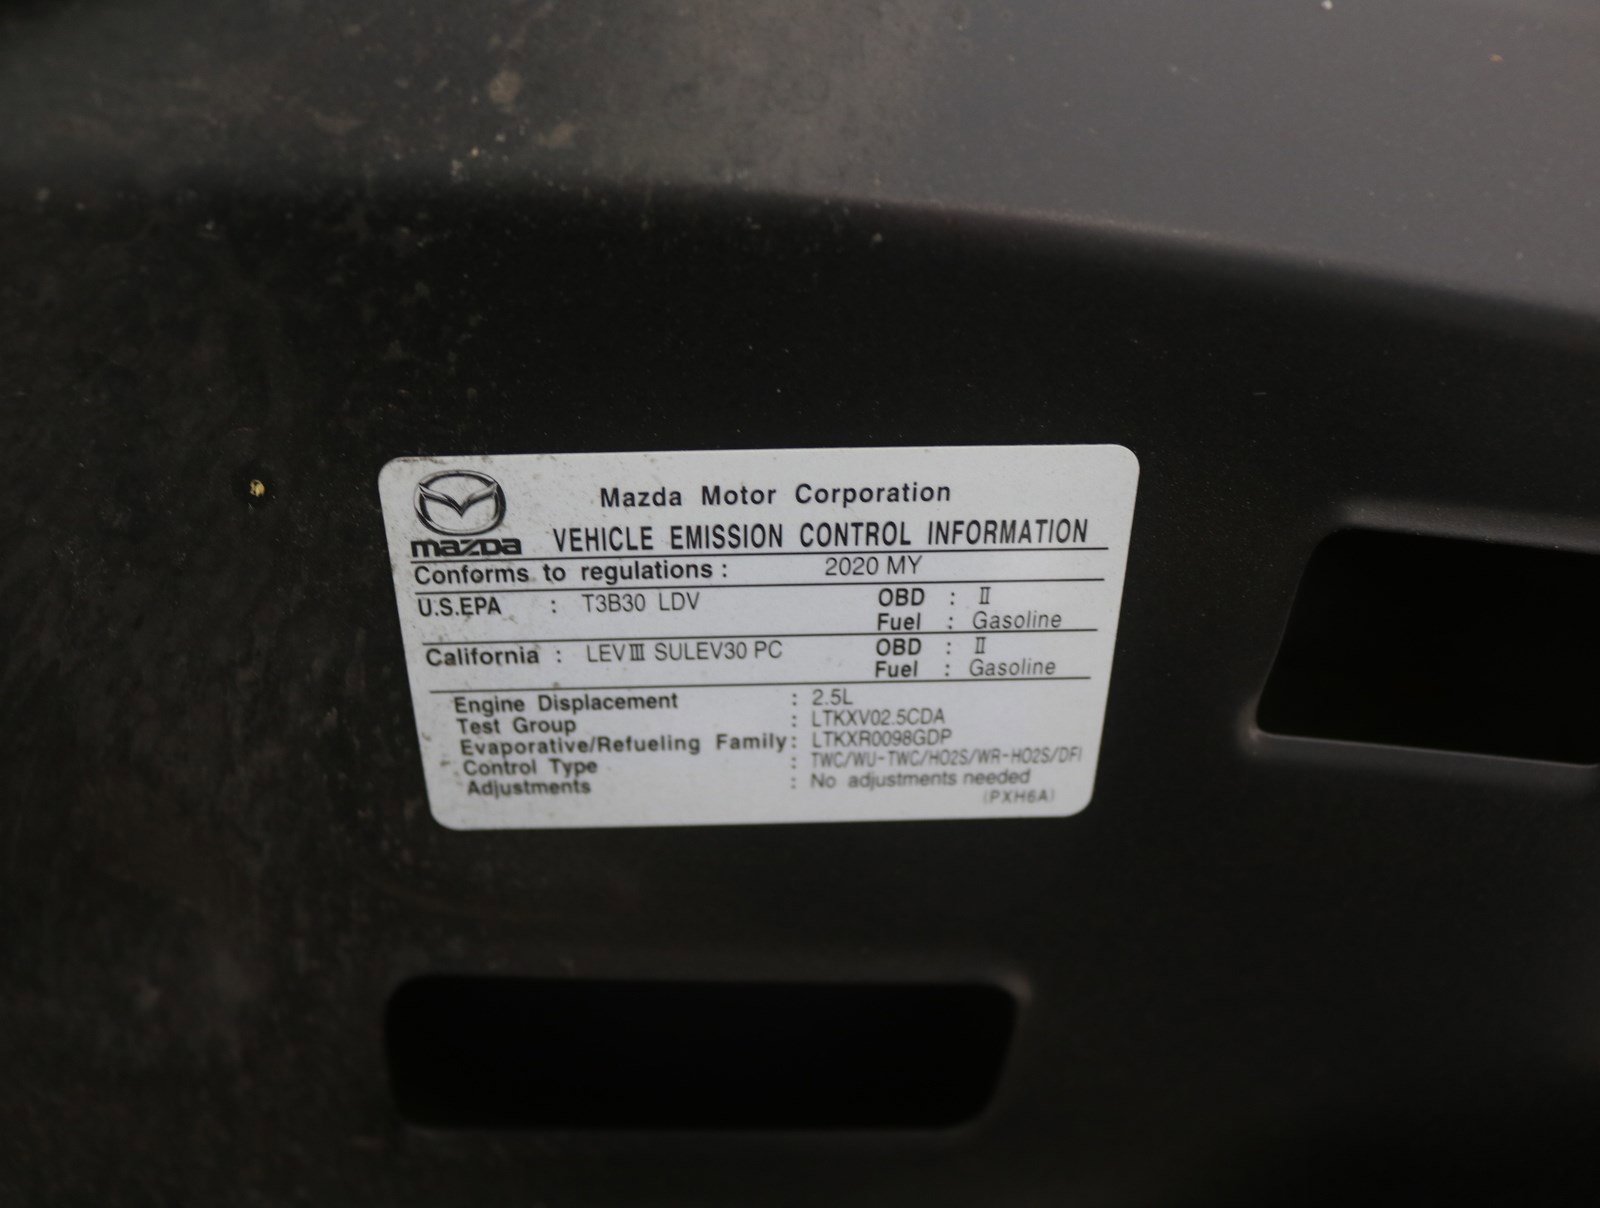 Mazda Motor Corporation
mazda VEHICLE EMISSION CONTROL INFORMATION
Conforms to regulations : 2020 MY
U.S.EPA : T3B30 LDV OBD : II
Fuel : Gasoline
California : LEV III SULEV30 PC OBD : II
Fuel : Gasoline
Engine Displacement : 2.5L
Test Group : LTKXV02.5CDA
Evaporative/Refueling Family : LTKXR0098GDP
Control Type : TWC/WU-TWC/HO2S/WR-HO2S/DFI
Adjustments : No adjustments needed
(PXH6A)